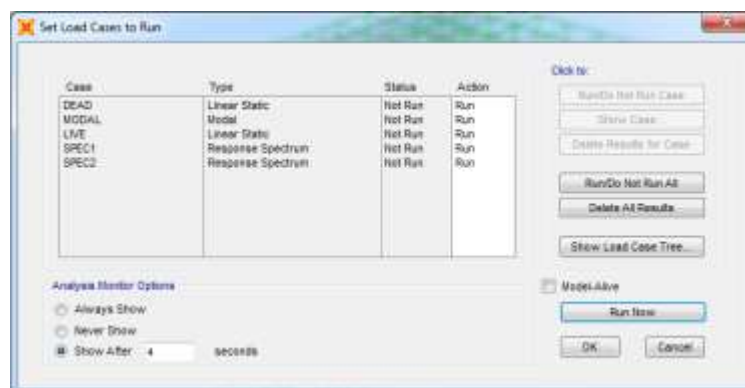 Set Load Cases to Run
Case Type Status Action
DEAD Linear Static Not Run Run
MODAL Modal Not Run Run
LIVE Linear Static Not Run Run
SPEC1 Response Spectrum Not Run Run
SPEC2 Response Spectrum Not Run Run
Click to:
Run/Do Not Run Case
Show Case...
Delete Results for Case
Run/Do Not Run All
Delete All Results
Show Load Case Tree...
Analysis Monitor Options
Always Show
Never Show
Show After 4 seconds
Model-Alive
Run Now
OK Cancel